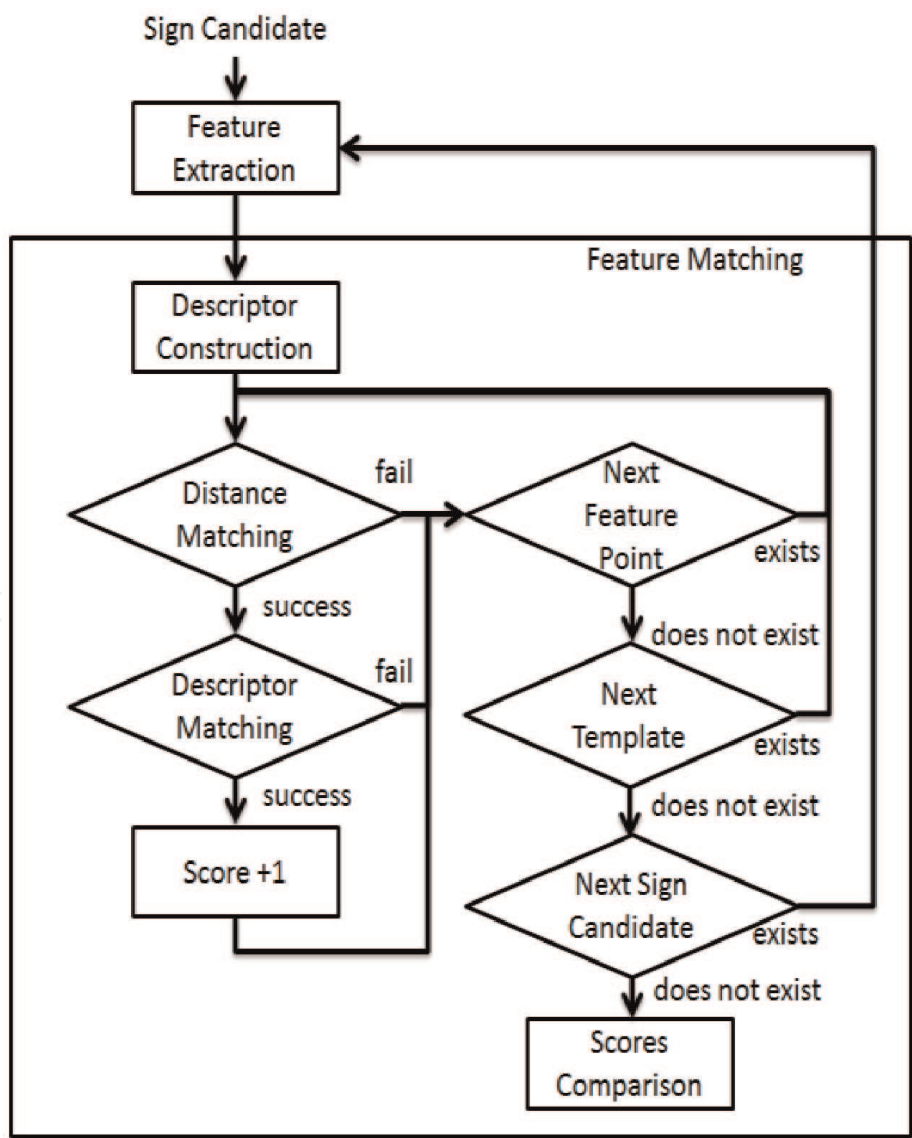 Sign Candidate
Feature
Extraction
Feature Matching
Descriptor
Construction
Distance
Matching
fail
success
Descriptor
Matching
fail
success
Score +1
Next
Feature
Point
exists
does not exist
Next
Template
exists
does not exist
Next Sign
Candidate
exists
does not exist
Scores
Comparison